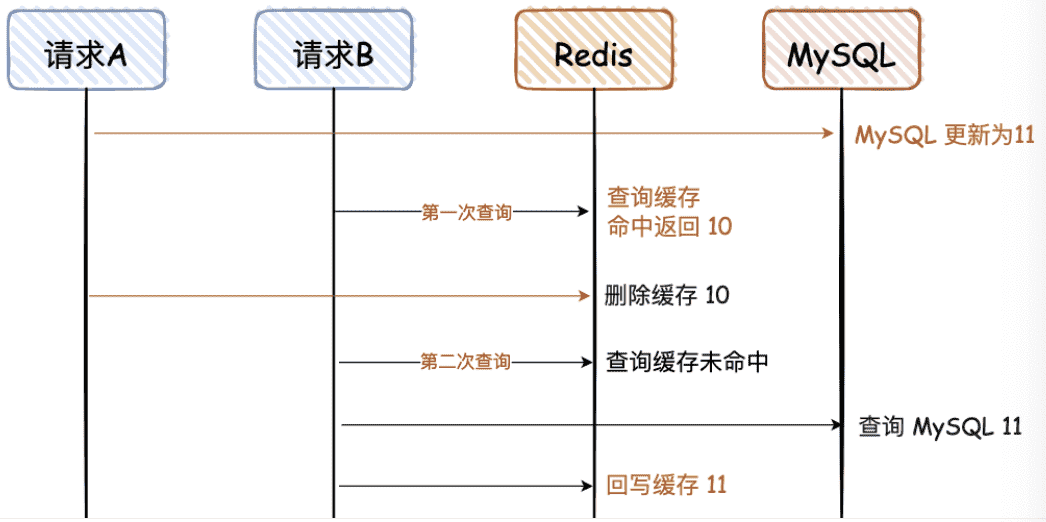 请求A
请求B
Redis
MySQL
MySQL 更新为11
第一次查询
查询缓存
命中返回 10
删除缓存 10
第二次查询
查询缓存未命中
查询 MySQL 11
回写缓存 11